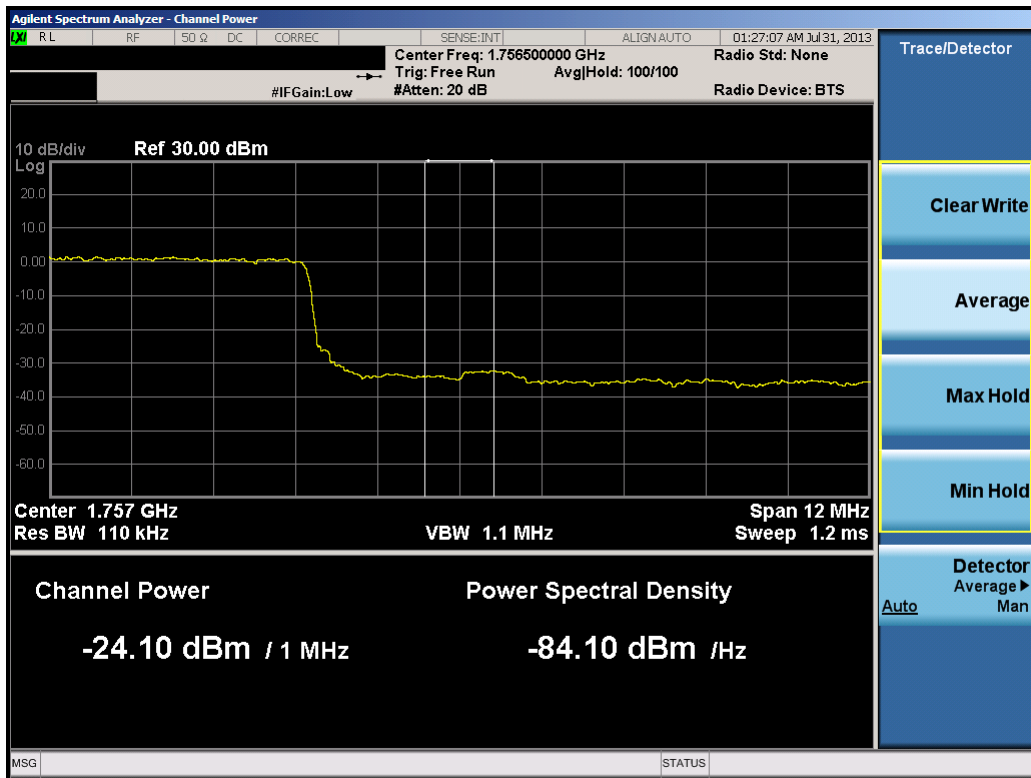 Agilent Spectrum Analyzer - Channel Power
LXI RL RF 50 Ω DC CORREC SENSE:INT ALIGN AUTO 01:27:07 AM Jul 31, 2013
Center Freq: 1.756500000 GHz Radio Std: None
Trig: Free Run Avg|Hold: 100/100
#IFGain:Low #Atten: 20 dB Radio Device: BTS
Trace/Detector
10 dB/div Ref 30.00 dBm
Log
20.0
10.0
0.00
-10.0
-20.0
-30.0
-40.0
-50.0
-60.0
Center 1.757 GHz Span 12 MHz
Res BW 110 kHz VBW 1.1 MHz Sweep 1.2 ms
Channel Power Power Spectral Density
-24.10 dBm / 1 MHz -84.10 dBm /Hz
Clear Write
Average
Max Hold
Min Hold
Detector
Average
Auto Man
MSG STATUS